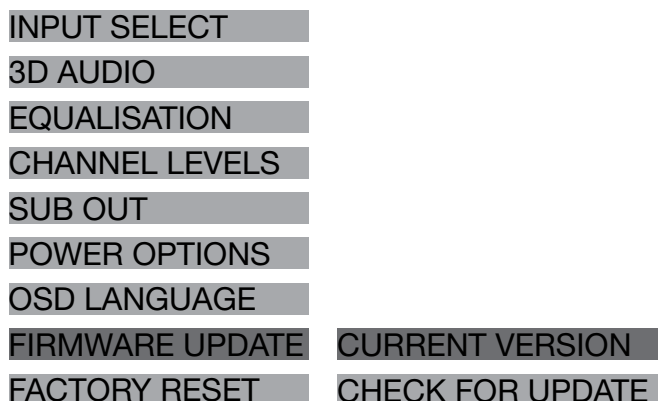 INPUT SELECT
3D AUDIO
EQUALISATION
CHANNEL LEVELS
SUB OUT
POWER OPTIONS
OSD LANGUAGE
FIRMWARE UPDATE
CURRENT VERSION
FACTORY RESET
CHECK FOR UPDATE